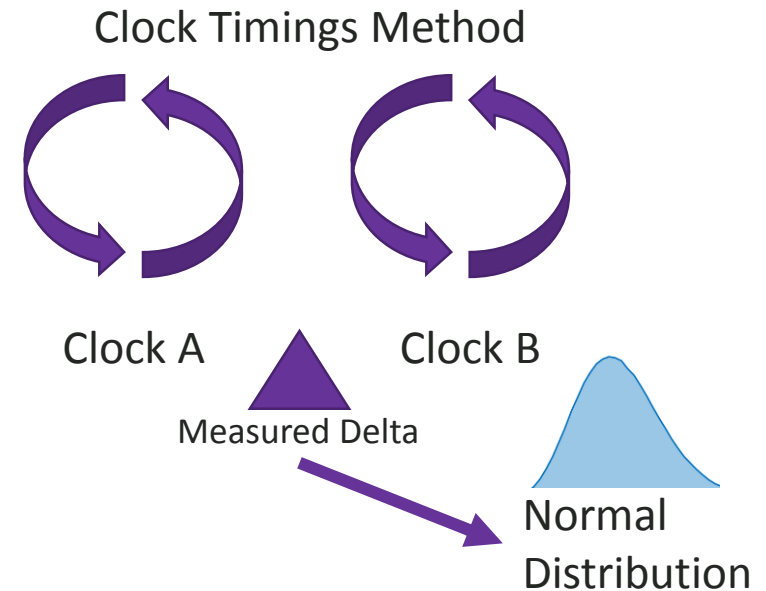 Clock Timings Method
Clock A
Clock B
Measured Delta
Normal
Distribution